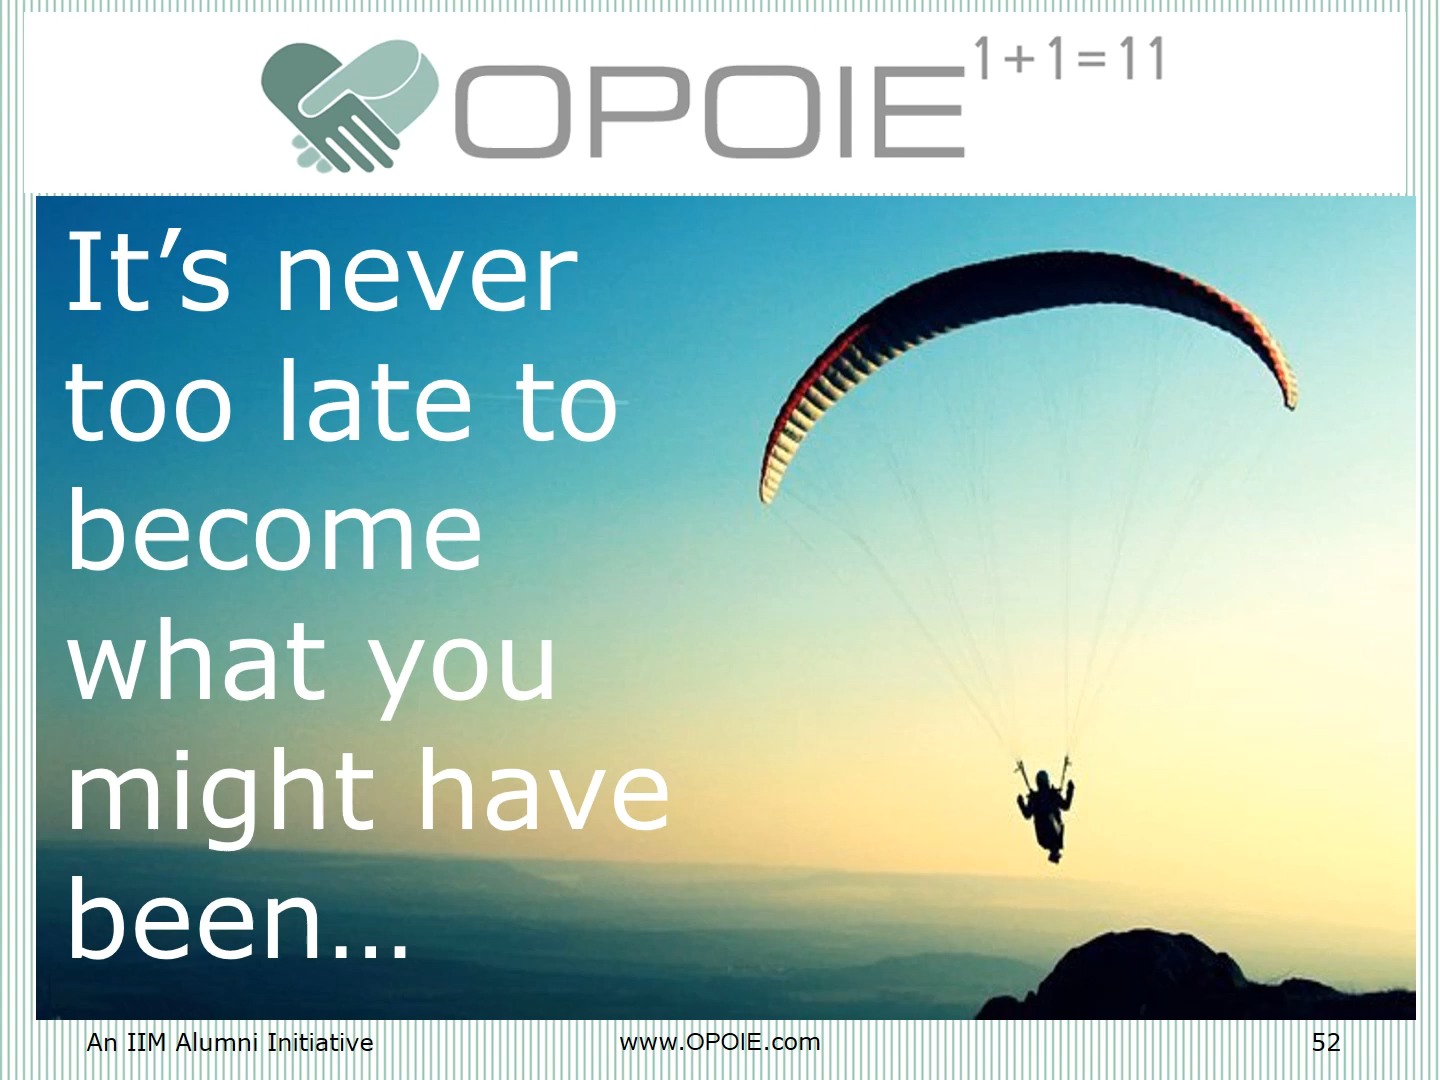 OPOIE 1+1=11
It’s never
too late to
become
what you
might have
been…
An IIM Alumni Initiative
www.OPOIE.com
52